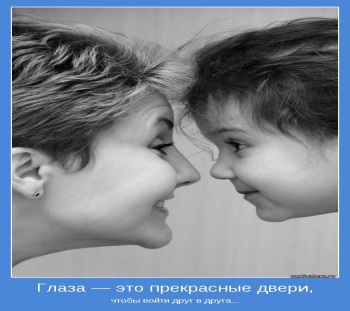 Глаза — это прекрасные двери,
чтобы войти друг в друга...